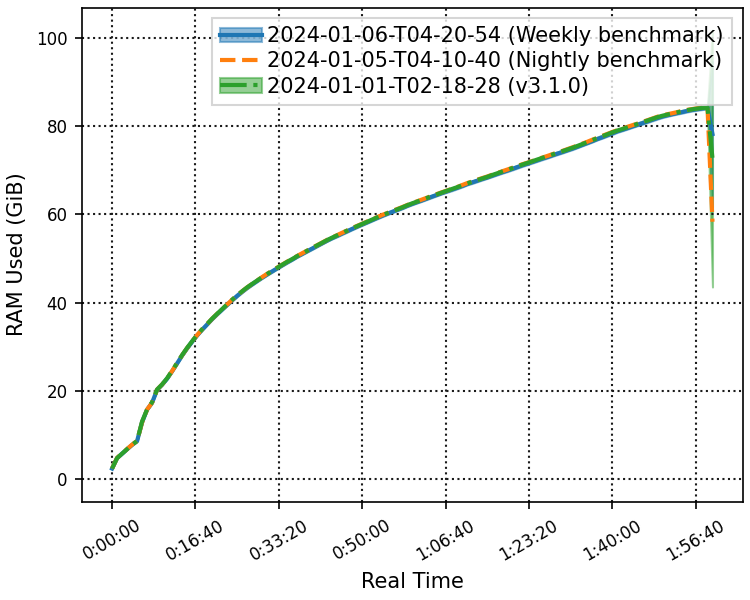 2024-01-06-T04-20-54 (Weekly benchmark)
2024-01-05-T04-10-40 (Nightly benchmark)
2024-01-01-T02-18-28 (v3.1.0)
100
80
60
40
20
0
RAM Used (GiB)
0:00:00
0:16:40
0:33:20
0:50:00
1:06:40
1:23:20
1:40:00
1:56:40
Real Time